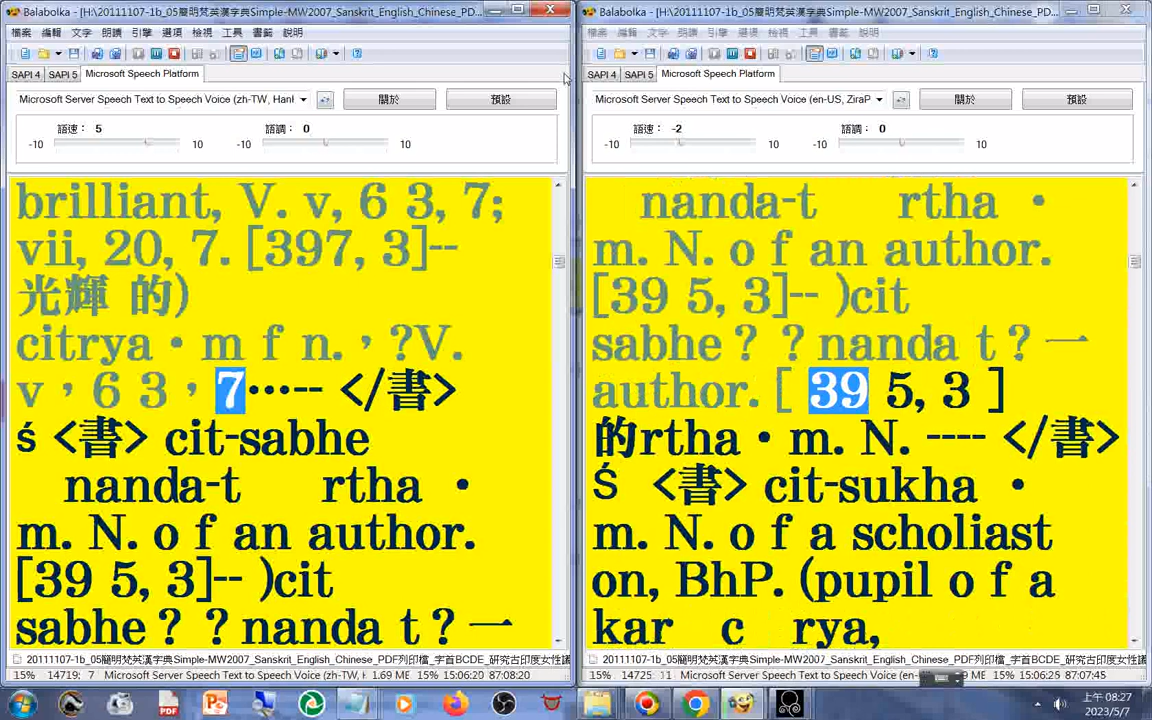 Balabolka - [H:\20111107-1b_05簡明梵英漢字典Simple-MW2007_Sanskrit_English_Chinese_PD...
檔案 編輯 文字 朗讀 引擎 選項 檢視 工具 書籤 說明
SAPI 4 SAPI 5 Microsoft Speech Platform
Microsoft Server Speech Text to Speech Voice (zh-TW, HanH 關於 預設
語速： 5 語調： 0
-10 10 -10 10
brilliant, V. v, 6 3, 7;
vii, 20, 7. [397, 3]--
光輝 的)
citrya‧m f n.，?V.
v，6 3，7…-- </書>
ś <書> cit-sabhe
nanda-t rtha ‧
m. N. o f an author.
[39 5, 3]-- )cit
sabhe？？nanda t？一
20111107-1b_05簡明梵英漢字典Simple-MW2007_Sanskrit_English_Chinese_PDF列印檔_字首BCDE_研究古印度女性議
15% 14719: 7 Microsoft Server Speech Text to Speech Voice (zh-TW, H 1.69 MB 15% 15:06:20 87:08:20
Balabolka - [H:\20111107-1b_05簡明梵英漢字典Simple-MW2007_Sanskrit_English_Chinese_PD...
檔案 編輯 文字 朗讀 引擎 選項 檢視 工具 書籤 說明
SAPI 4 SAPI 5 Microsoft Speech Platform
Microsoft Server Speech Text to Speech Voice (en-US, ZiraP 關於 預設
語速： -2 語調： 0
-10 10 -10 10
nanda-t rtha ‧
m. N. o f an author.
[39 5, 3]-- )cit
sabhe？？nanda t？一
author. [ 39 5, 3 ]
的rtha‧m. N. ---- </書>
Ś <書> cit-sukha ‧
m. N. o f a scholiast
on, BhP. (pupil o f a
kar c rya,
20111107-1b_05簡明梵英漢字典Simple-MW2007_Sanskrit_English_Chinese_PDF列印檔_字首BCDE_研究古印度女性議
15% 14725: 11 Microsoft Server Speech Text to Speech Voice (en-US 1.69 MB 15% 15:06:25 87:07:45
上午 08:27
2023/5/7